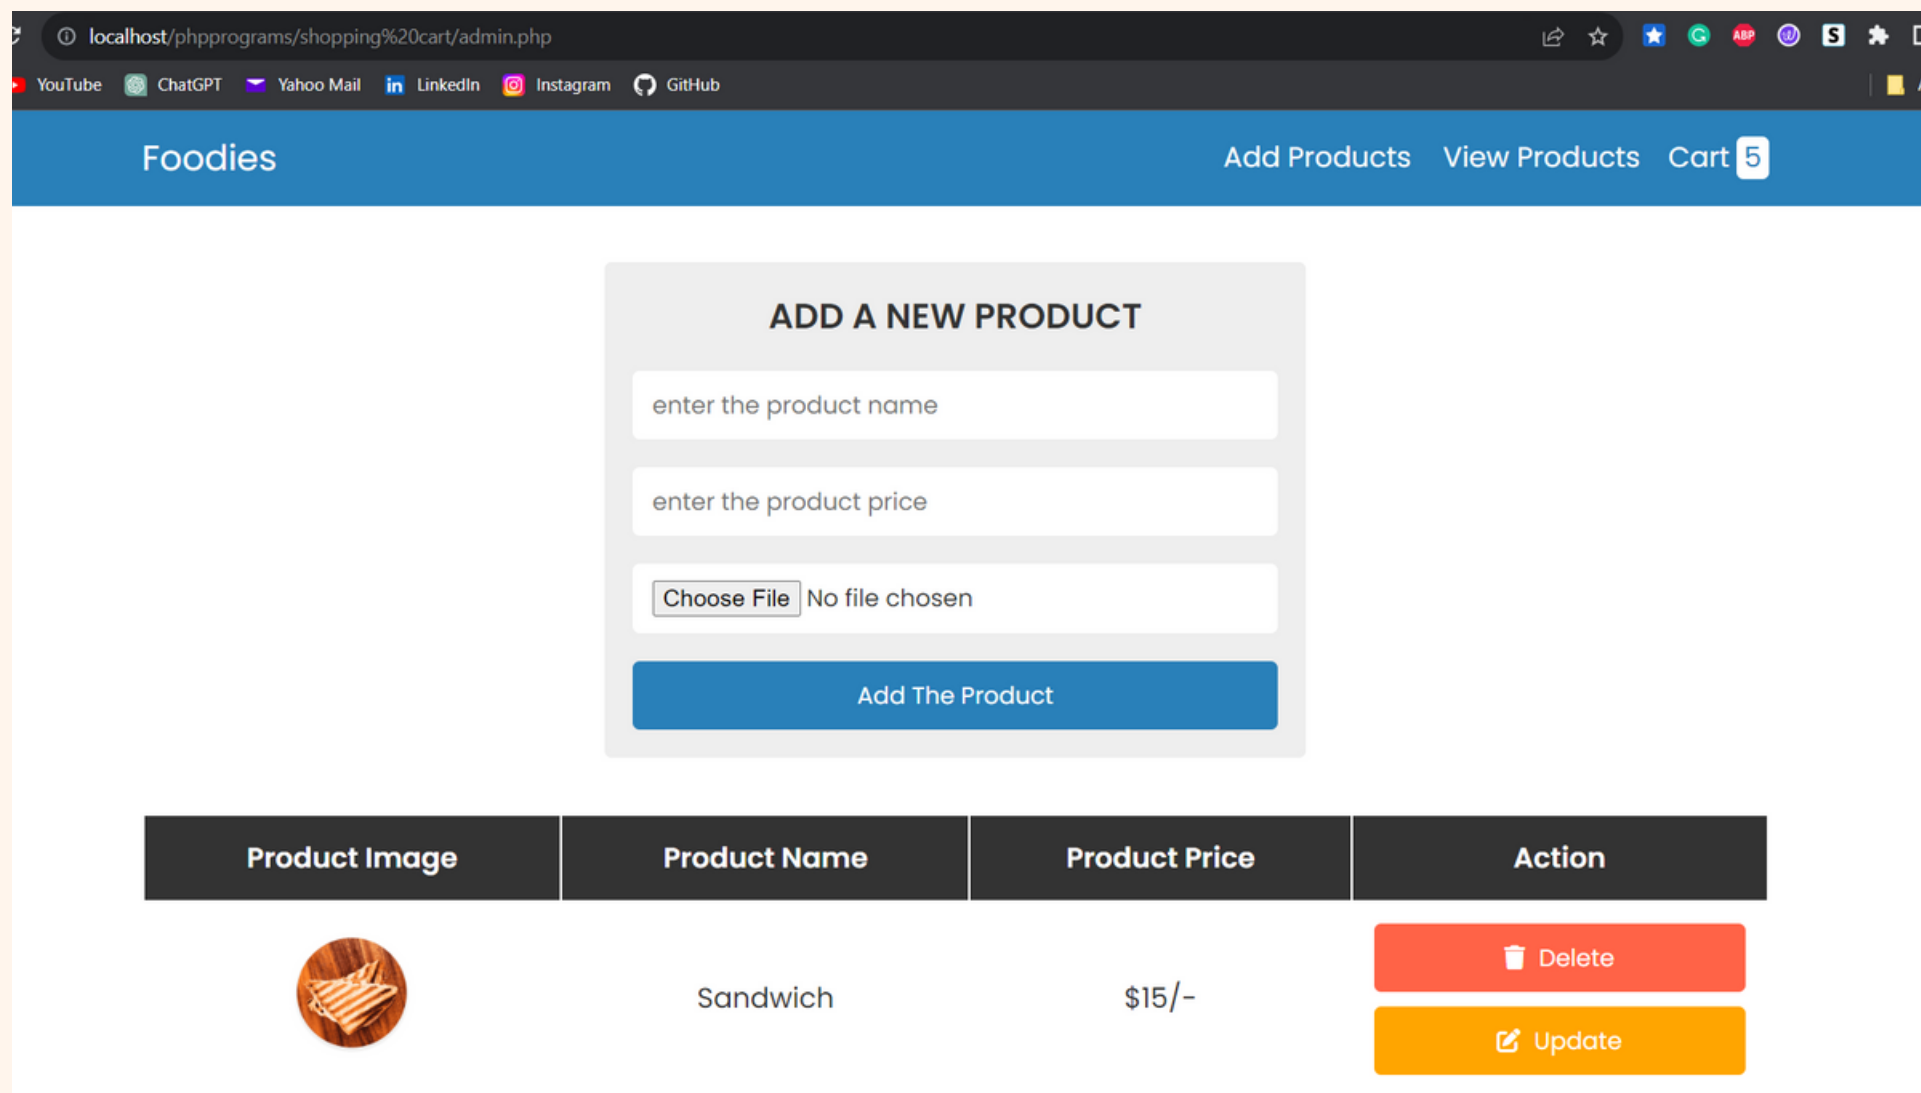 localhost/phpprograms/shopping%20cart/admin.php
ABP
S
YouTube ChatGPT Yahoo Mail in LinkedIn Instagram GitHub
Foodies Add Products View Products Cart 5
ADD A NEW PRODUCT
enter the product name
enter the product price
Choose File No file chosen
Add The Product
Product Image Product Name Product Price Action
Delete
Sandwich $15/-
Update